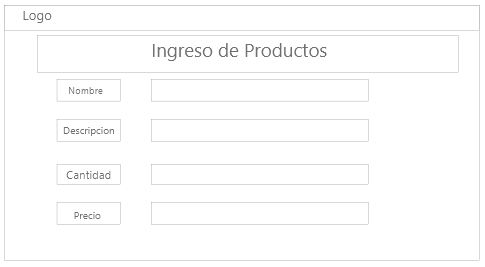 Logo
Ingreso de Productos
Nombre
Descripcion
Cantidad
Precio